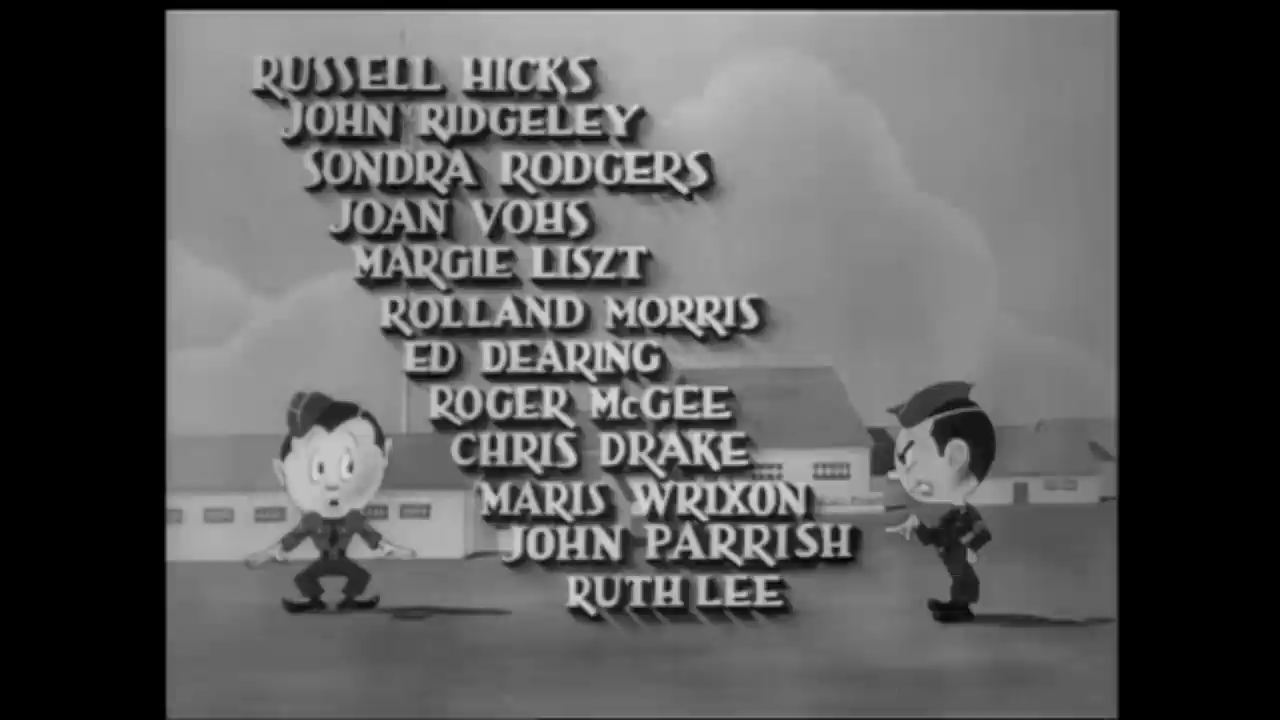 RUSSELL HICKS
JOHN RIDGELEY
SONDRA RODGERS
JOAN VOHS
MARGIE LISZT
ROLLAND MORRIS
ED DEARING
ROGER McGEE
CHRIS DRAKE
MARIS WRIXON
JOHN PARRISH
RUTH LEE